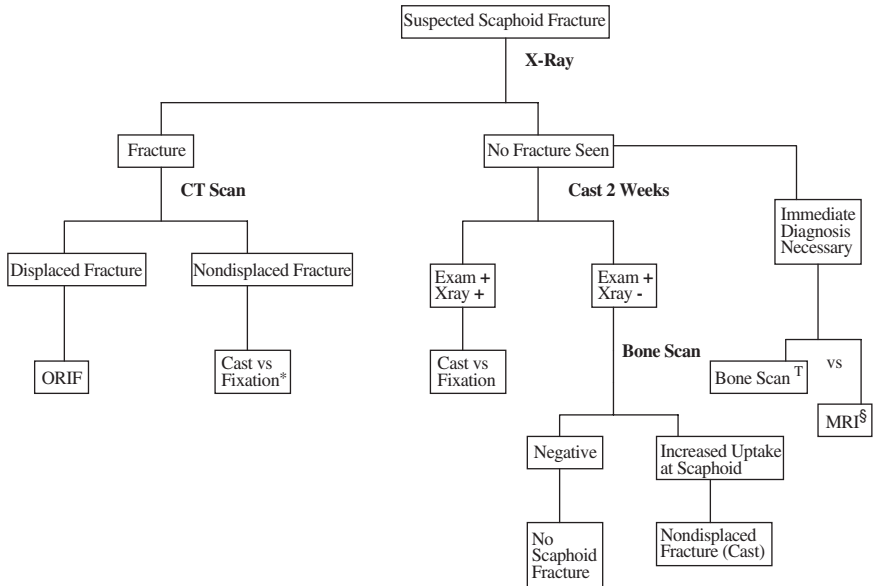 Suspected Scaphoid Fracture
X-Ray
Fracture
No Fracture Seen
CT Scan
Cast 2 Weeks
Immediate
Diagnosis
Necessary
Displaced Fracture
Nondisplaced Fracture
Exam +
Xray +
Exam +
Xray -
ORIF
Cast vs
Fixation*
Cast vs
Fixation
Bone Scan
Bone Scan T
vs
MRI§
Negative
Increased Uptake
at Scaphoid
No
Scaphoid
Fracture
Nondisplaced
Fracture (Cast)